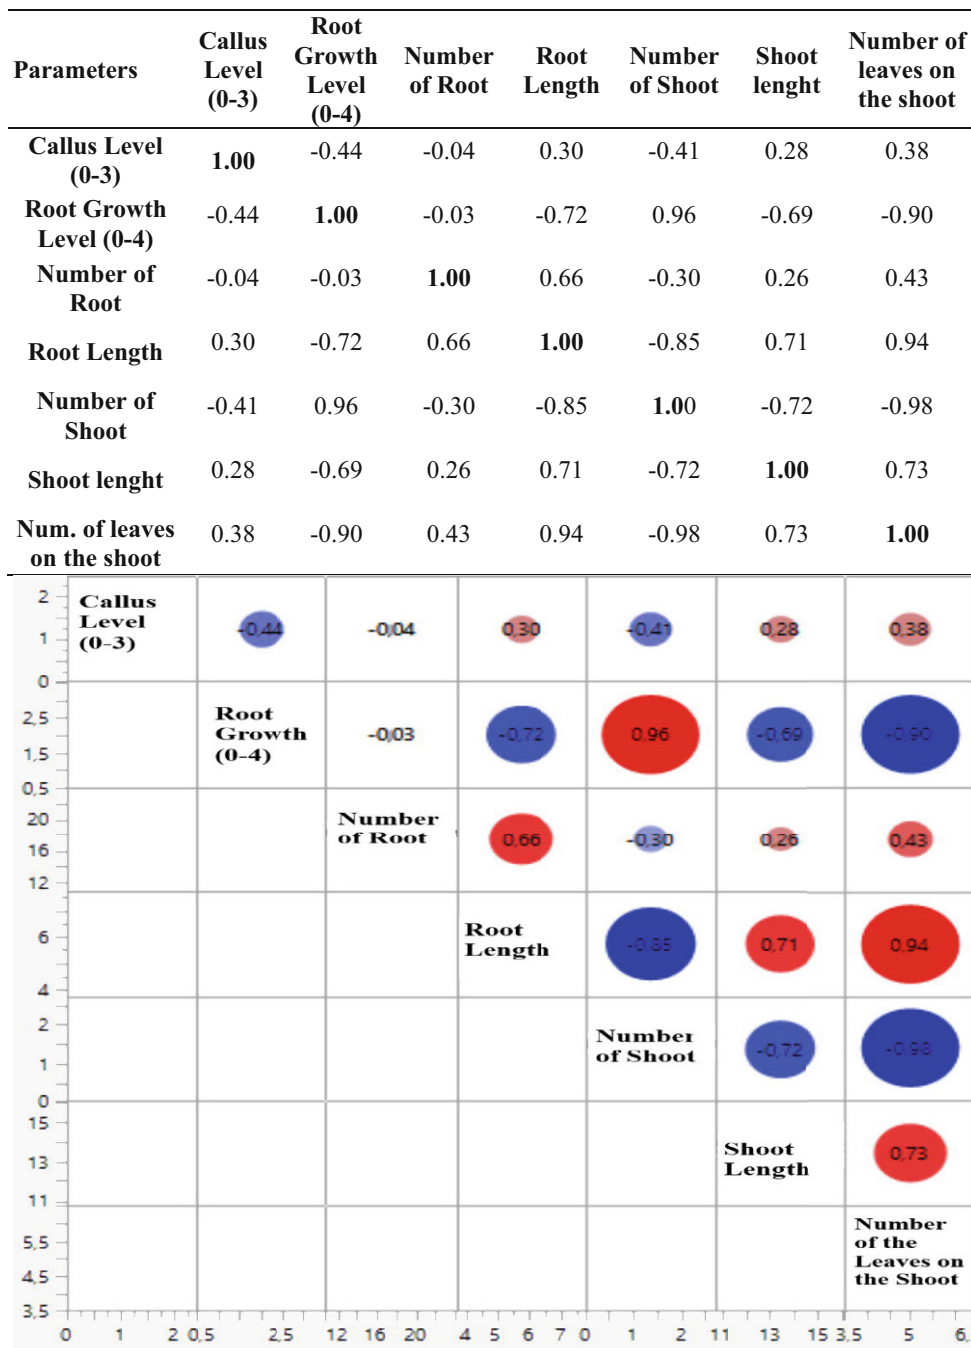 Parameters Callus Level (0-3) Root Growth Level (0-4) Number of Root Root Length Number of Shoot Shoot lenght Number of leaves on the shoot
Callus Level (0-3) 1.00 -0.44 -0.04 0.30 -0.41 0.28 0.38
Root Growth Level (0-4) -0.44 1.00 -0.03 -0.72 0.96 -0.69 -0.90
Number of Root -0.04 -0.03 1.00 0.66 -0.30 0.26 0.43
Root Length 0.30 -0.72 0.66 1.00 -0.85 0.71 0.94
Number of Shoot -0.41 0.96 -0.30 -0.85 1.00 -0.72 -0.98
Shoot lenght 0.28 -0.69 0.26 0.71 -0.72 1.00 0.73
Num. of leaves on the shoot 0.38 -0.90 0.43 0.94 -0.98 0.73 1.00
2
1
0
Callus
Level
(0-3)
-0,44 -0,04 0,30 -0,41 0,28 0,38
2,5
1,5
0,5
Root
Growth
(0-4)
-0,03 -0,72 0,96 -0,69 -0,90
20
16
12
Number
of Root
0,66 -0,30 0,26 0,43
6
4
Root
Length
-0,85 0,71 0,94
2
1
0
Number
of Shoot
-0,72 -0,98
15
13
11
Shoot
Length
0,73
5,5
4,5
3,5
Number
of the
Leaves on
the Shoot
0 1 2 0,5 2,5 12 16 20 4 5 6 7 0 1 2 11 13 15 3,5 5 6,